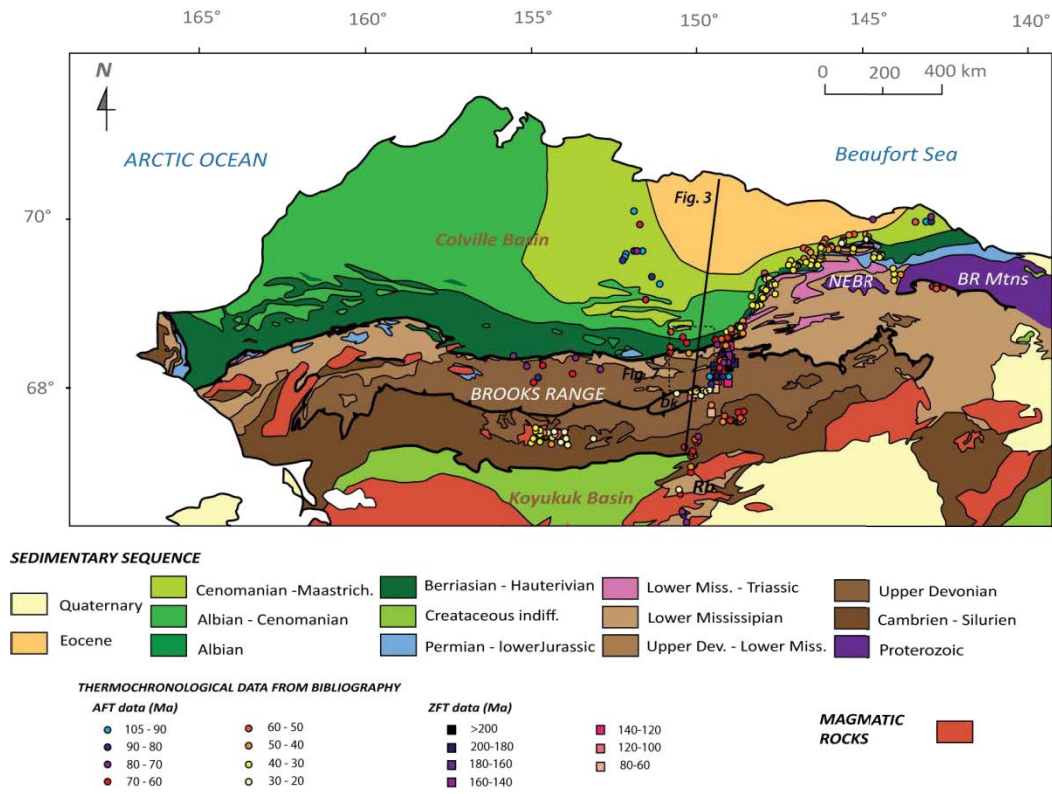 165° 160° 155° 150° 145° 140°
N
0 200 400 km
ARCTIC OCEAN
Beaufort Sea
70°
Fig. 3
Colville Basin
NEBR
BR Mtns
Fig.
68°
BROOKS RANGE
Dk
Koyukuk Basin
Rb
SEDIMENTARY SEQUENCE
Quaternary
Eocene
Cenomanian -Maastrich.
Albian - Cenomanian
Albian
Berriasian - Hauterivian
Creataceous indiff.
Permian - lowerJurassic
Lower Miss. - Triassic
Lower Mississipian
Upper Dev. - Lower Miss.
Upper Devonian
Cambrien - Silurien
Proterozoic
THERMOCHRONOLOGICAL DATA FROM BIBLIOGRAPHY
AFT data (Ma)
105 - 90
90 - 80
80 - 70
70 - 60
60 - 50
50 - 40
40 - 30
30 - 20
ZFT data (Ma)
>200
200-180
180-160
160-140
140-120
120-100
80-60
MAGMATIC
ROCKS